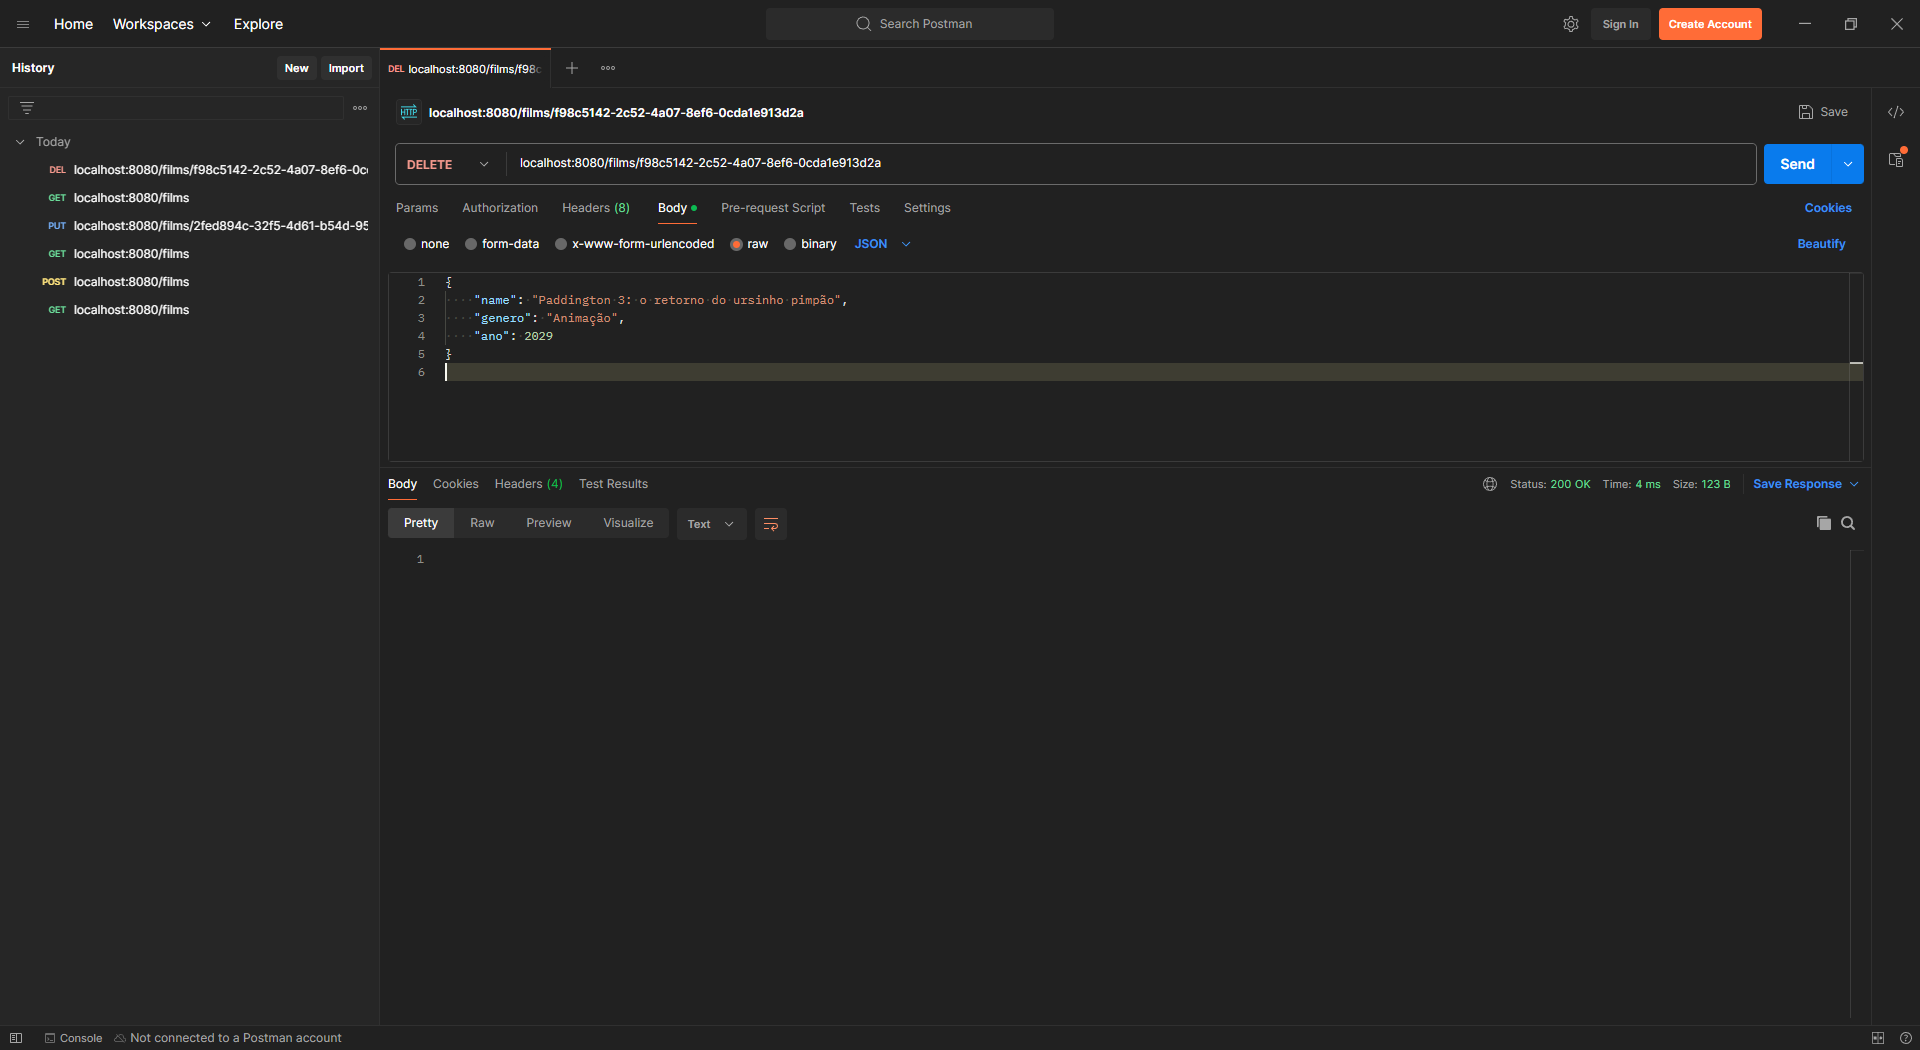 Home Workspaces Explore Search Postman Sign In Create Account
History New Import DEL localhost:8080/films/f98c
localhost:8080/films/f98c5142-2c52-4a07-8ef6-0cda1e913d2a Save
Today
DEL localhost:8080/films/f98c5142-2c52-4a07-8ef6-0c
GET localhost:8080/films
PUT localhost:8080/films/2fed894c-32f5-4d61-b54d-95
GET localhost:8080/films
POST localhost:8080/films
GET localhost:8080/films
DELETE localhost:8080/films/f98c5142-2c52-4a07-8ef6-0cda1e913d2a Send
Params Authorization Headers (8) Body Pre-request Script Tests Settings Cookies
none form-data x-www-form-urlencoded raw binary JSON Beautify
1 {
2 "name": "Paddington 3: o retorno do ursinho pimpão",
3 "genero": "Animação",
4 "ano": 2029
5 }
6
Body Cookies Headers (4) Test Results Status: 200 OK Time: 4 ms Size: 123 B Save Response
Pretty Raw Preview Visualize Text
1
Console Not connected to a Postman account